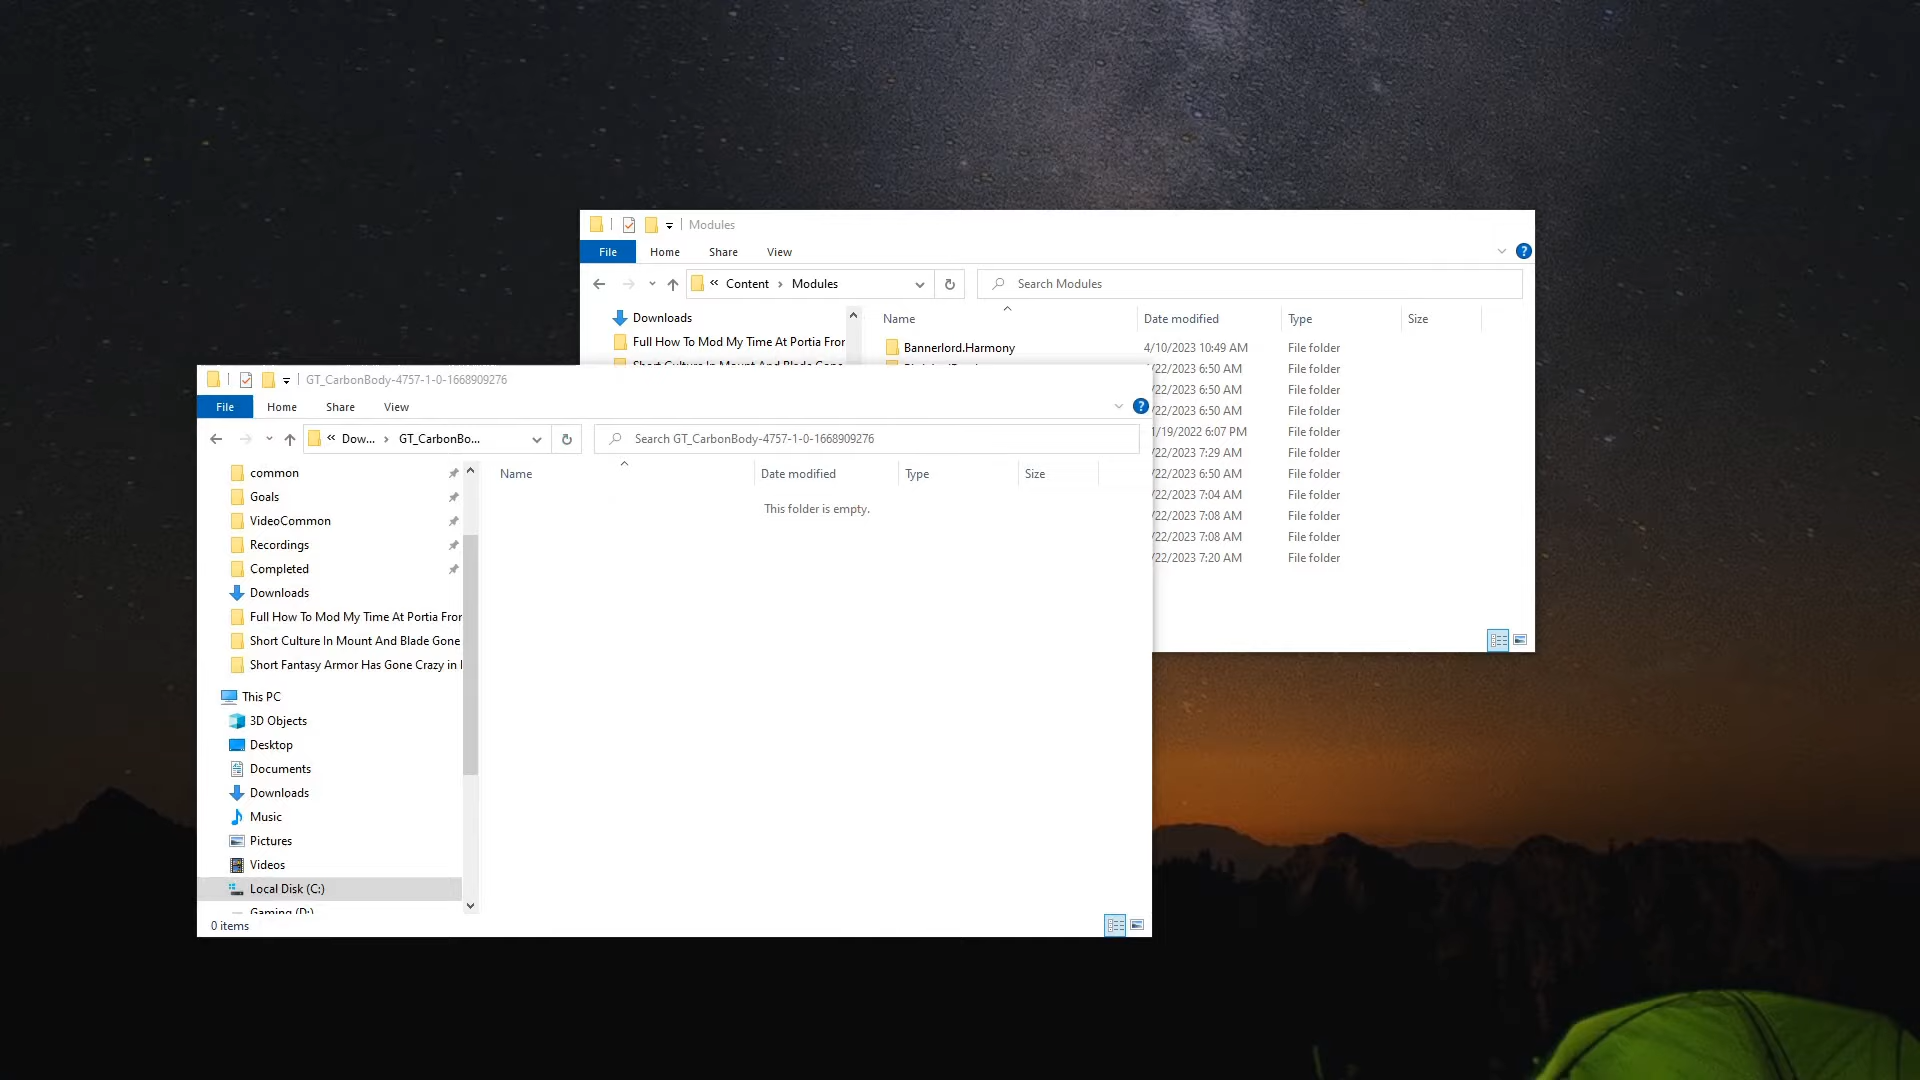 Modules
File Home Share View
« Content › Modules Search Modules
Downloads
Full How To Mod My Time At Portia Fror
Name Date modified Type Size
Bannerlord.Harmony 4/10/2023 10:49 AM File folder
/22/2023 6:50 AM File folder
/22/2023 6:50 AM File folder
/22/2023 6:50 AM File folder
1/19/2022 6:07 PM File folder
/22/2023 7:29 AM File folder
/22/2023 6:50 AM File folder
/22/2023 7:04 AM File folder
/22/2023 7:08 AM File folder
/22/2023 7:08 AM File folder
/22/2023 7:20 AM File folder
GT_CarbonBody-4757-1-0-1668909276
File Home Share View
« Dow... › GT_CarbonBo... Search GT_CarbonBody-4757-1-0-1668909276
common
Goals
VideoCommon
Recordings
Completed
Downloads
Full How To Mod My Time At Portia Fror
Short Culture In Mount And Blade Gone
Short Fantasy Armor Has Gone Crazy in
This PC
3D Objects
Desktop
Documents
Downloads
Music
Pictures
Videos
Local Disk (C:)
Gaming (D:)
Name Date modified Type Size
This folder is empty.
0 items